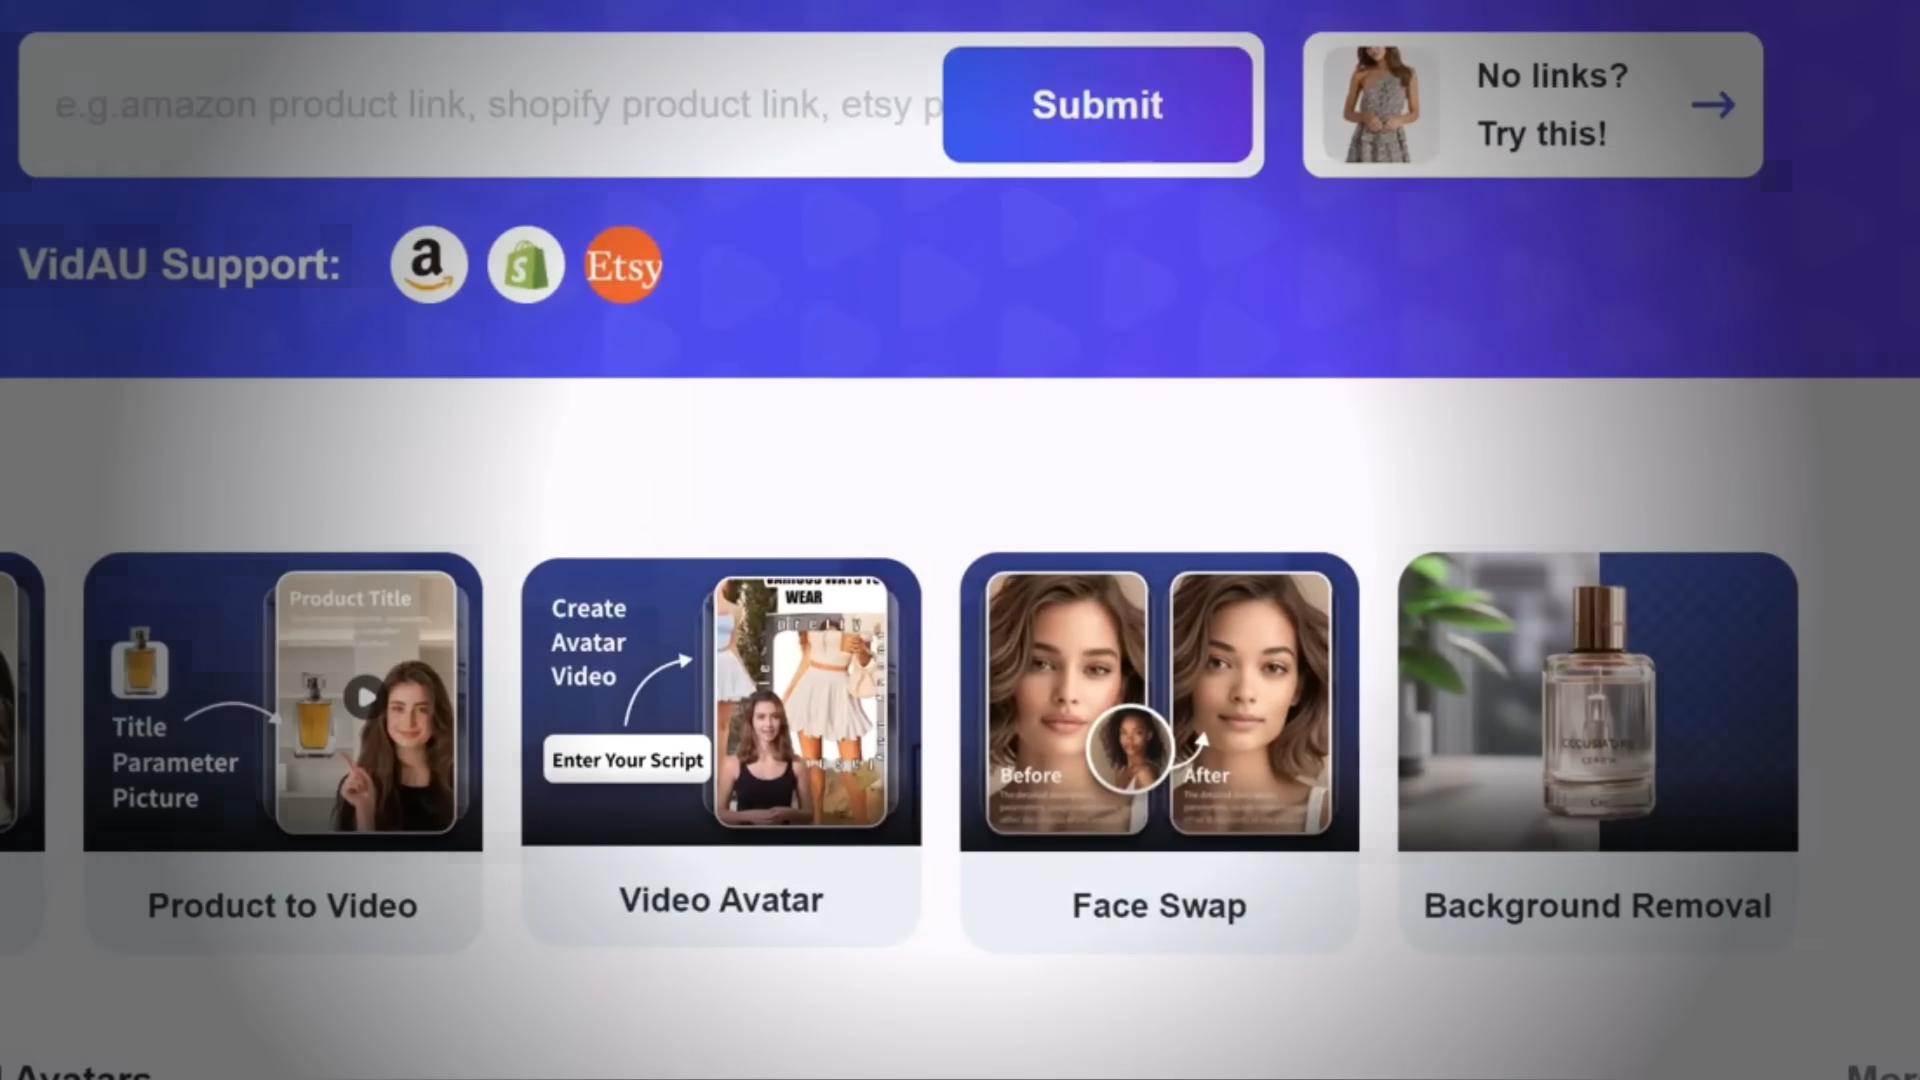 e.g.amazon product link, shopify product link, etsy p
Submit
No links?
Try this!
VidAU Support:
a
S
Etsy
Product Title
Title
Parameter
Picture
Product to Video
Create
Avatar
Video
Enter Your Script
WEAR
pretty
Video Avatar
Before
After
Face Swap
Background Removal
Avatars